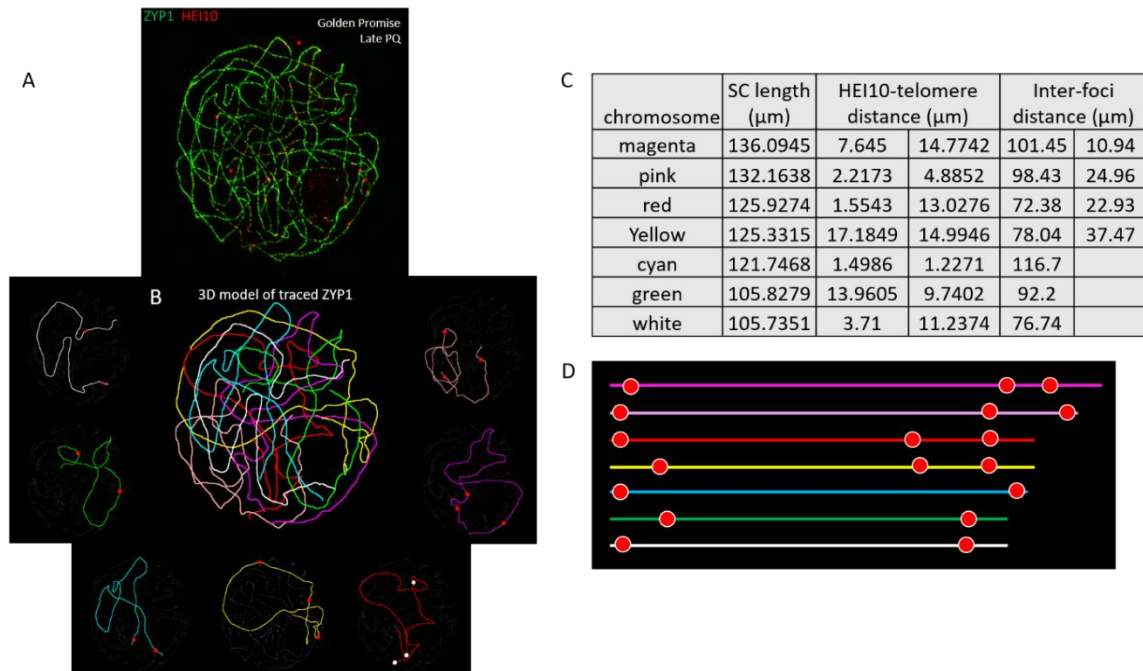 ZYP1 HEI10
Golden Promise
Late PQ
A
B
3D model of traced ZYP1
C
chromosome SC length (µm) HEI10-telomere distance (µm) Inter-foci distance (µm)
magenta 136.0945 7.645 14.7742 101.45 10.94
pink 132.1638 2.2173 4.8852 98.43 24.96
red 125.9274 1.5543 13.0276 72.38 22.93
Yellow 125.3315 17.1849 14.9946 78.04 37.47
cyan 121.7468 1.4986 1.2271 116.7
green 105.8279 13.9605 9.7402 92.2
white 105.7351 3.71 11.2374 76.74
D